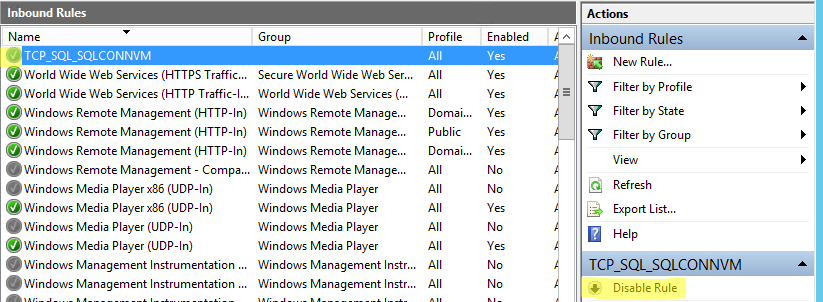 Inbound Rules
Name Group Profile Enabled A
TCP_SQL_SQLCONNVM All Yes A
World Wide Web Services (HTTPS Traffic... Secure World Wide Web Ser... All Yes A
World Wide Web Services (HTTP Traffic-I... World Wide Web Services (... All Yes A
Windows Remote Management (HTTP-In) Windows Remote Manage... Domai... Yes A
Windows Remote Management (HTTP-In) Windows Remote Manage... Public Yes A
Windows Remote Management (HTTP-In) Windows Remote Manage... Domai... Yes A
Windows Remote Management - Compa... Windows Remote Manage... All No A
Windows Media Player x86 (UDP-In) Windows Media Player All No A
Windows Media Player x86 (UDP-In) Windows Media Player All Yes A
Windows Media Player (UDP-In) Windows Media Player All No A
Windows Media Player (UDP-In) Windows Media Player All Yes A
Windows Management Instrumentation ... Windows Management Instr... All No A
Windows Management Instrumentation ... Windows Management Instr... All No A
Actions
Inbound Rules
New Rule...
Filter by Profile
Filter by State
Filter by Group
View
Refresh
Export List...
Help
TCP_SQL_SQLCONNVM
Disable Rule